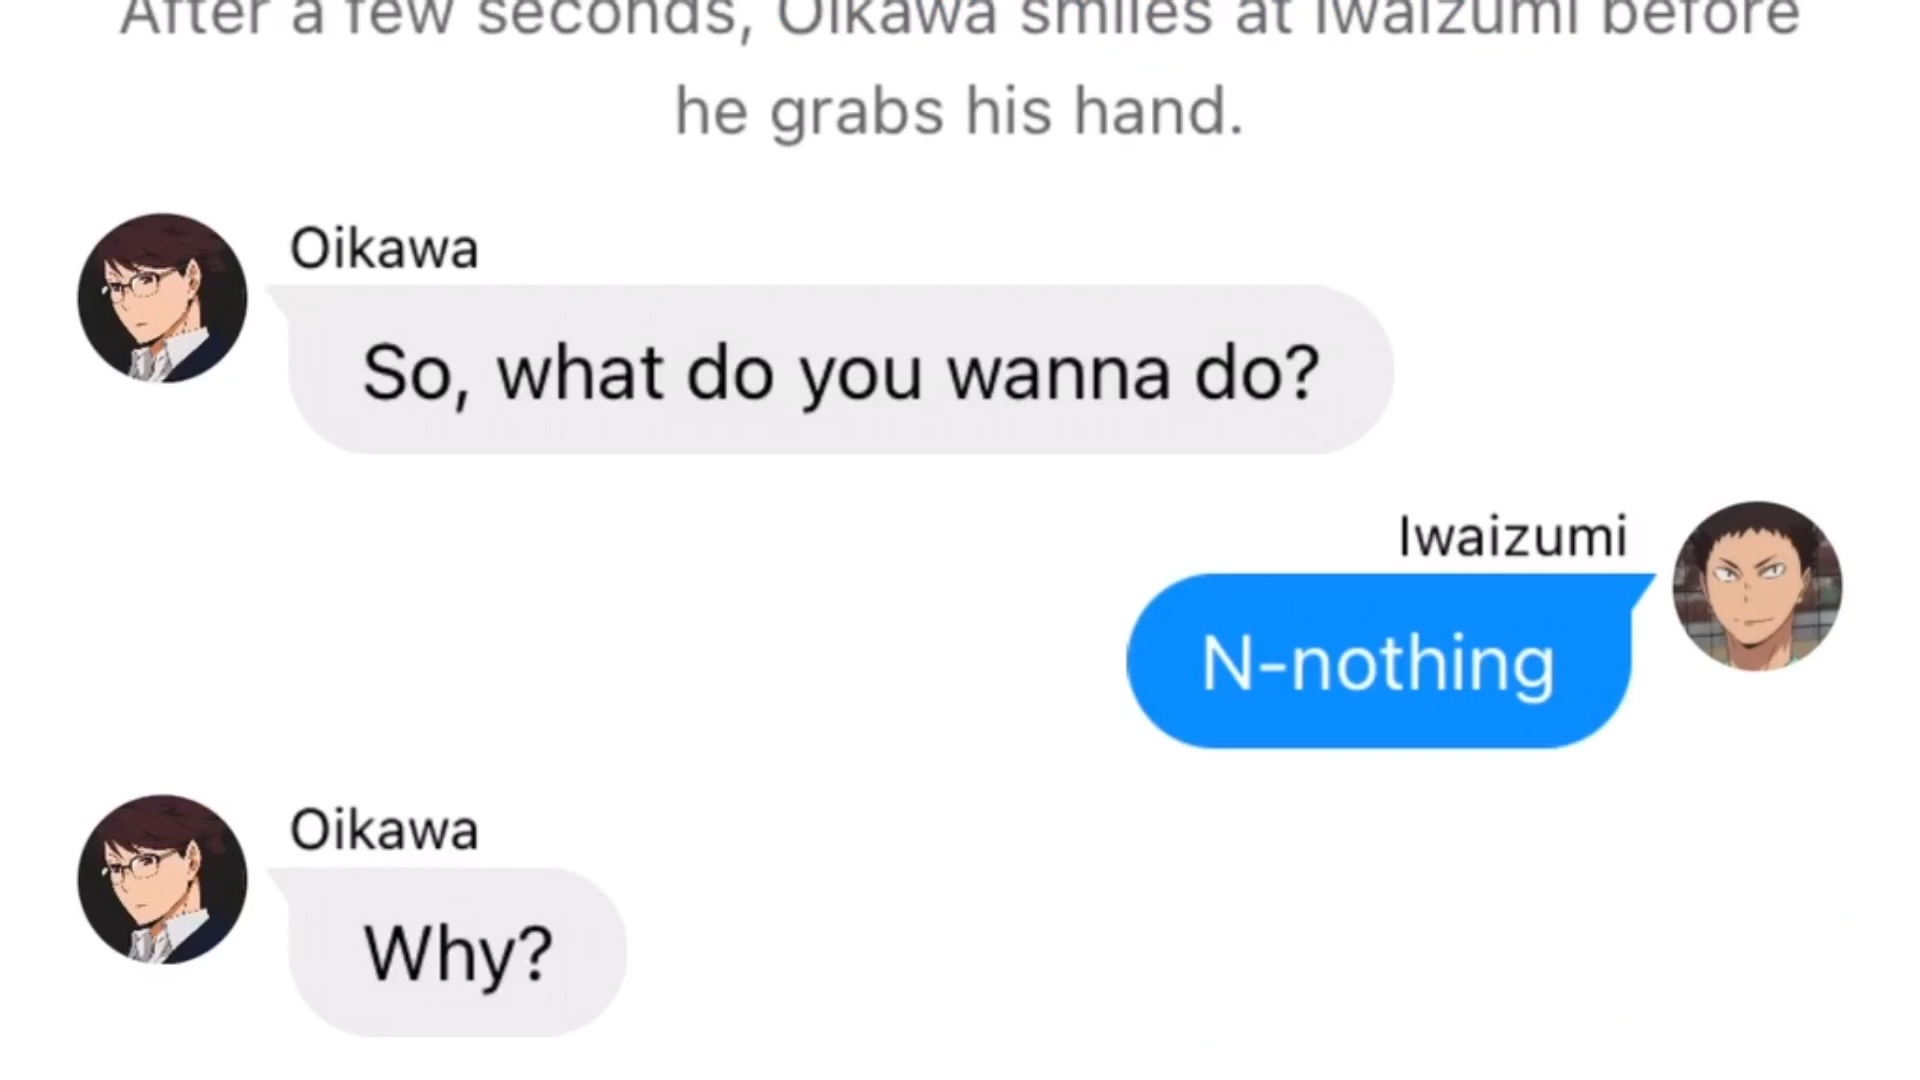 After a few seconds, Oikawa smiles at Iwaizumi before
he grabs his hand.
Oikawa
So, what do you wanna do?
Iwaizumi
N-nothing
Oikawa
Why?